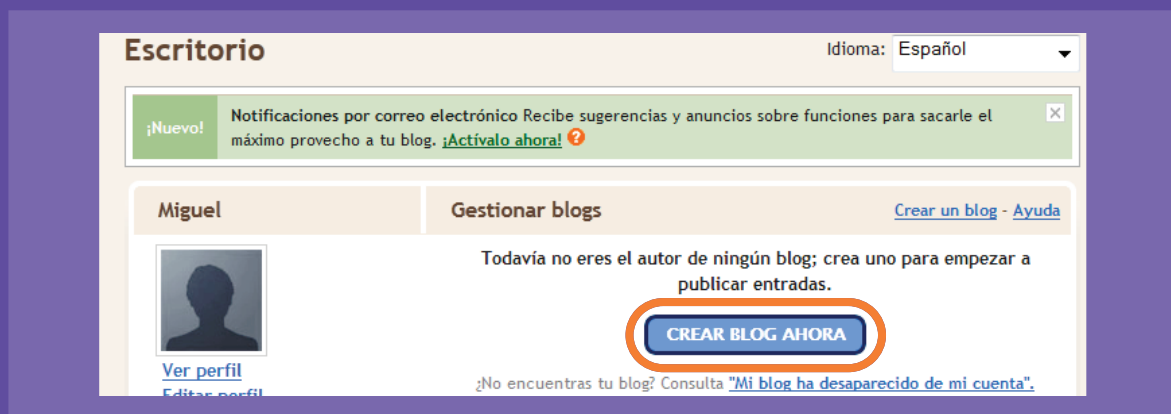 Escritorio
Idioma: Español
¡Nuevo!
Notificaciones por correo electrónico Recibe sugerencias y anuncios sobre funciones para sacarle el
máximo provecho a tu blog. ¡Actívalo ahora! ?
Miguel
Gestionar blogs
Crear un blog - Ayuda
Todavía no eres el autor de ningún blog; crea uno para empezar a
publicar entradas.
CREAR BLOG AHORA
Ver perfil
Editar perfil
¿No encuentras tu blog? Consulta "Mi blog ha desaparecido de mi cuenta".